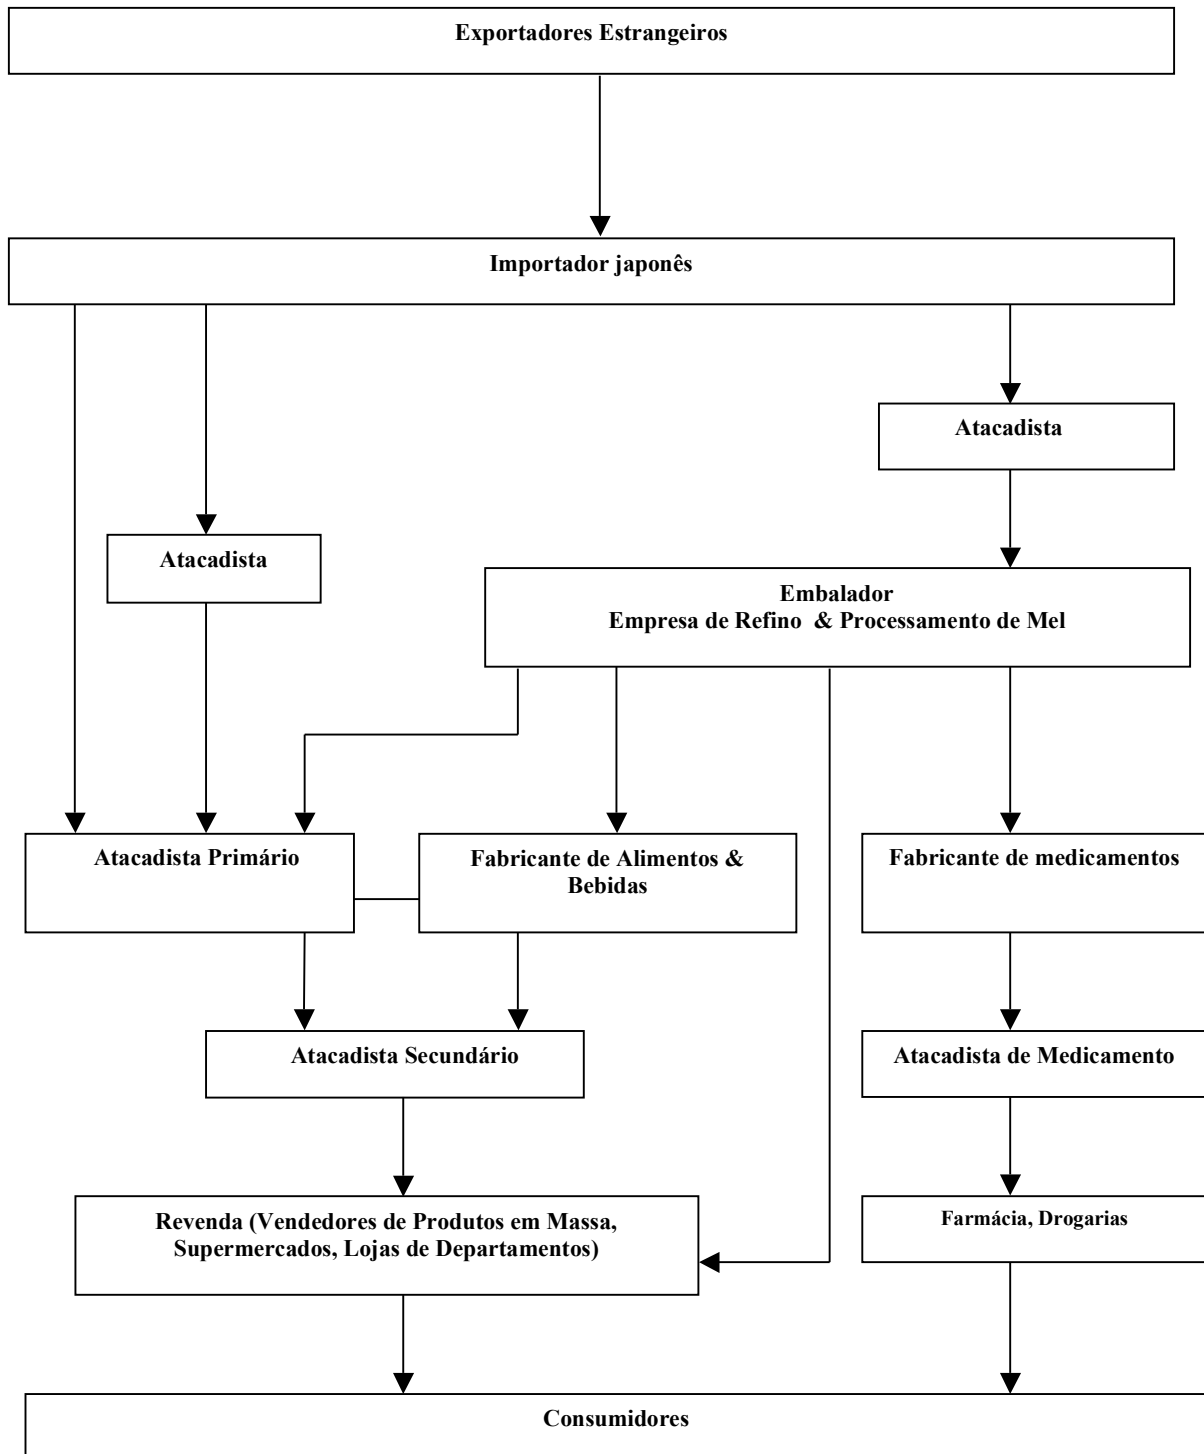 Exportadores Estrangeiros
Importador japonês
Atacadista
Atacadista
Embalador
Empresa de Refino & Processamento de Mel
Atacadista Primário
Fabricante de Alimentos &
Bebidas
Fabricante de medicamentos
Atacadista Secundário
Atacadista de Medicamento
Revenda (Vendedores de Produtos em Massa,
Supermercados, Lojas de Departamentos)
Farmácia, Drogarias
Consumidores